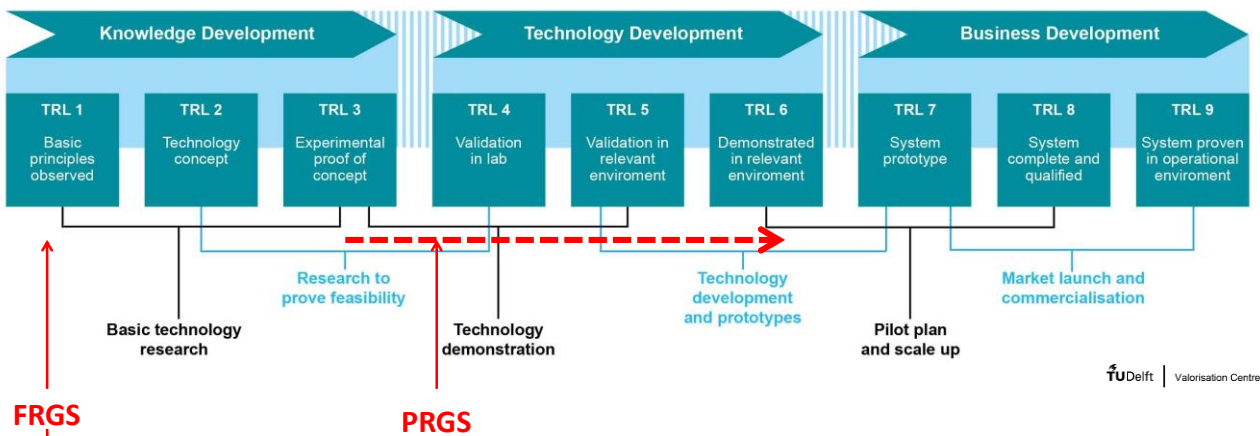 Knowledge Development
Technology Development
Business Development
TRL 1
Basic
principles
observed
TRL 2
Technology
concept
TRL 3
Experimental
proof of
concept
TRL 4
Validation
in lab
TRL 5
Validation in
relevant
enviroment
TRL 6
Demonstrated
in relevant
enviroment
TRL 7
System
prototype
TRL 8
System
complete and
qualified
TRL 9
System proven
in operational
enviroment
Research to
prove feasibility
Technology
development
and prototypes
Market launch and
commercialisation
Basic technology
research
Technology
demonstration
Pilot plan
and scale up
TUDelft
Valorisation Centre
FRGS
PRGS